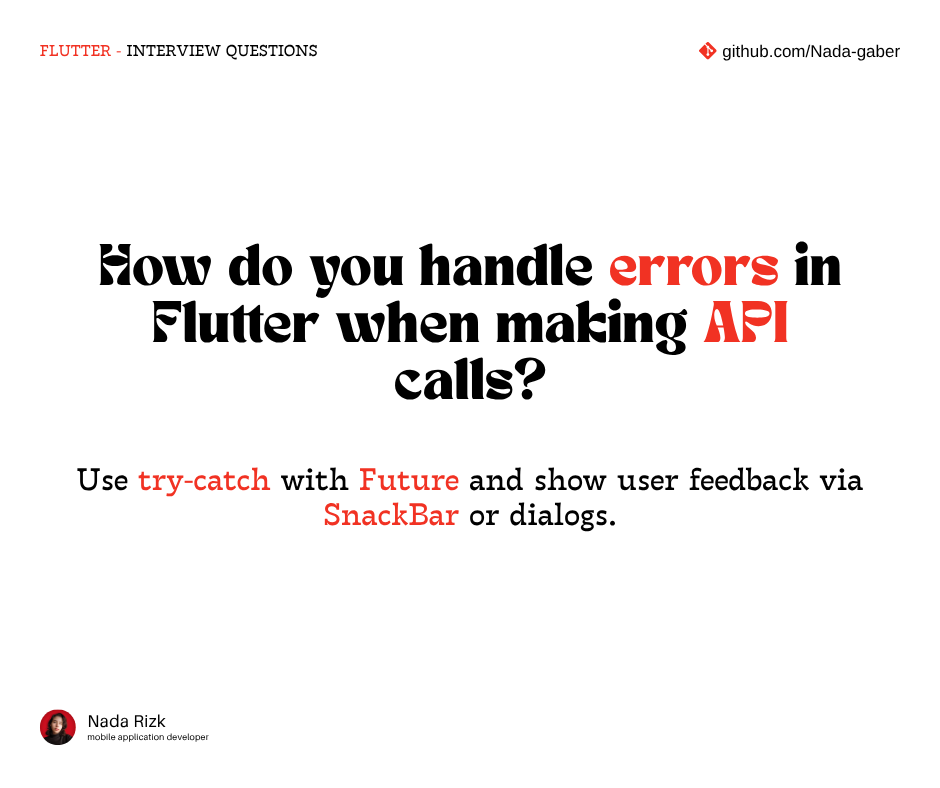 FLUTTER - INTERVIEW QUESTIONS
github.com/Nada-gaber
How do you handle errors in
Flutter when making API
calls?
Use try-catch with Future and show user feedback via
SnackBar or dialogs.
Nada Rizk
mobile application developer